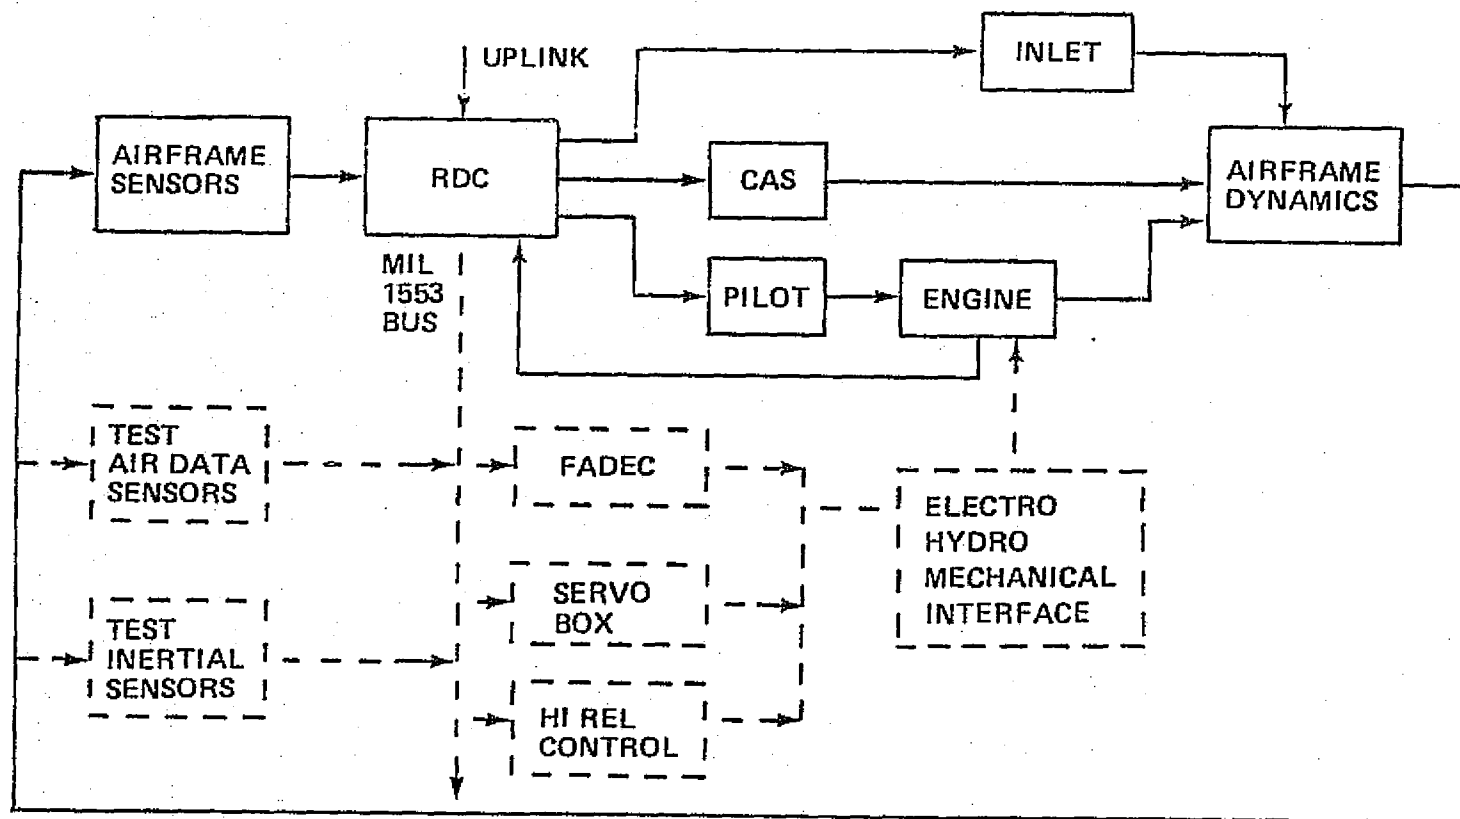 UPLINK
INLET
AIRFRAME
SENSORS
RDC
CAS
AIRFRAME
DYNAMICS
MIL
1553
BUS
PILOT
ENGINE
TEST
AIR DATA
SENSORS
FADEC
ELECTRO
HYDRO
MECHANICAL
INTERFACE
TEST
INERTIAL
SENSORS
SERVO
BOX
HI REL
CONTROL